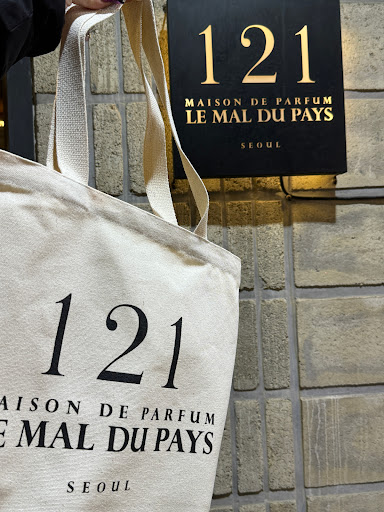 121
MAISON DE PARFUM
LE MAL DU PAYS
SEOUL
121
AISON DE PARFUM
E MAL DU PAYS
SEOUL